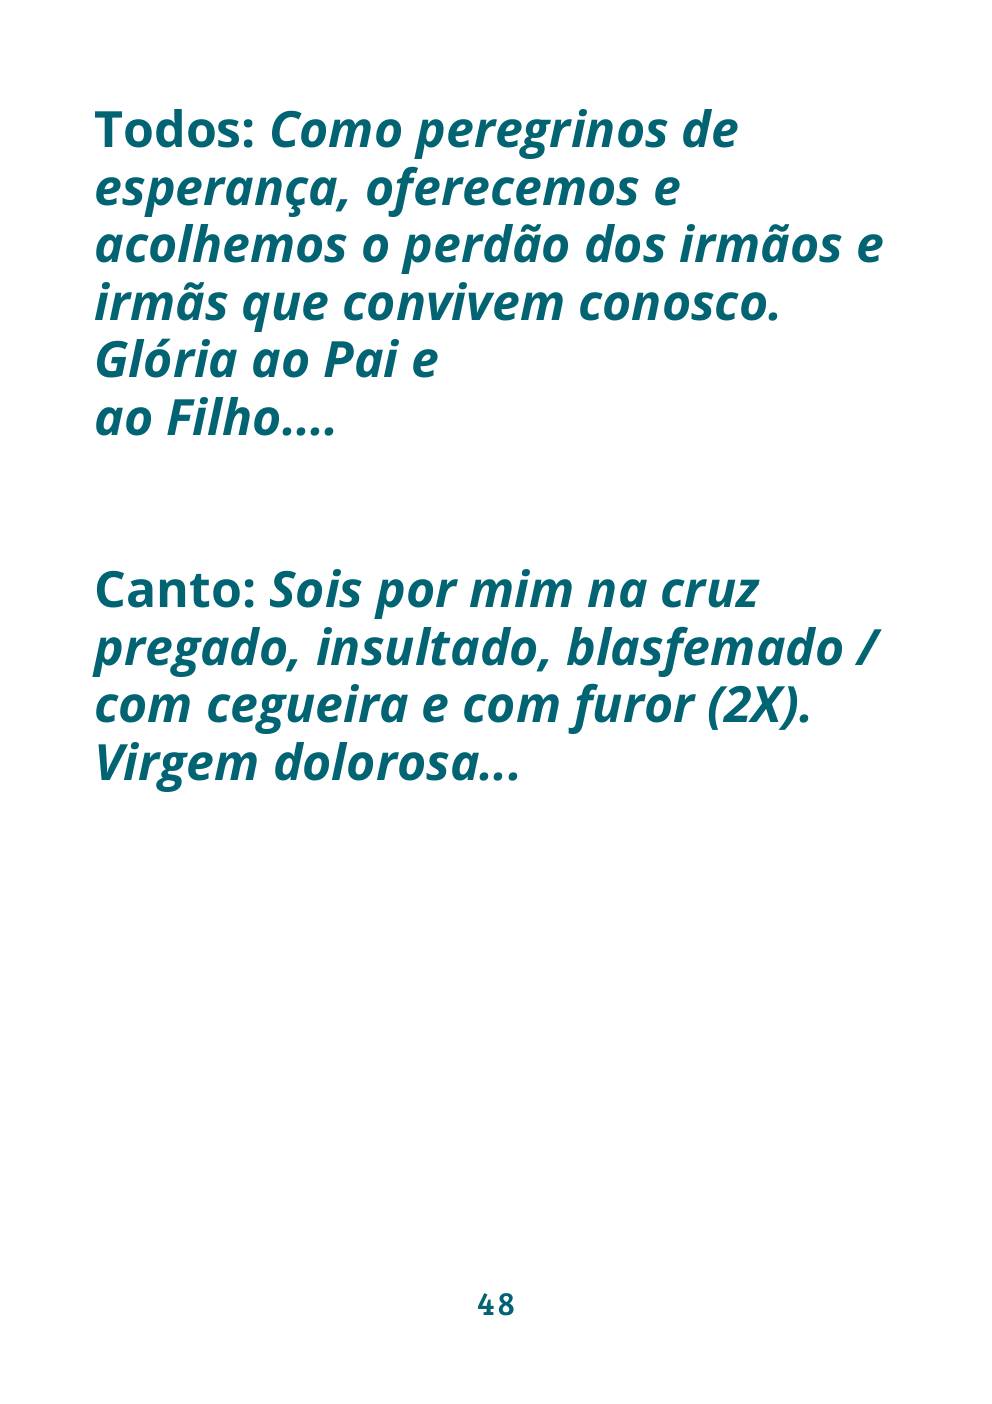 Todos: Como peregrinos de
esperança, oferecemos e
acolhemos o perdão dos irmãos e
irmãs que convivem conosco.
Glória ao Pai e
ao Filho....
Canto: Sois por mim na cruz
pregado, insultado, blasfemado /
com cegueira e com furor (2X).
Virgem dolorosa...
48